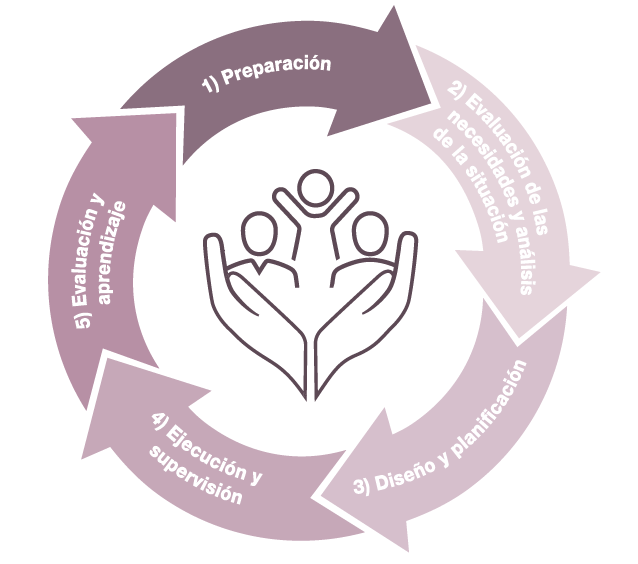 1) Preparación
2) Evaluación de las
necesidades y análisis
de la situación
3) Diseño y planificación
4) Ejecución y
supervisión
5) Evaluación y
aprendizaje